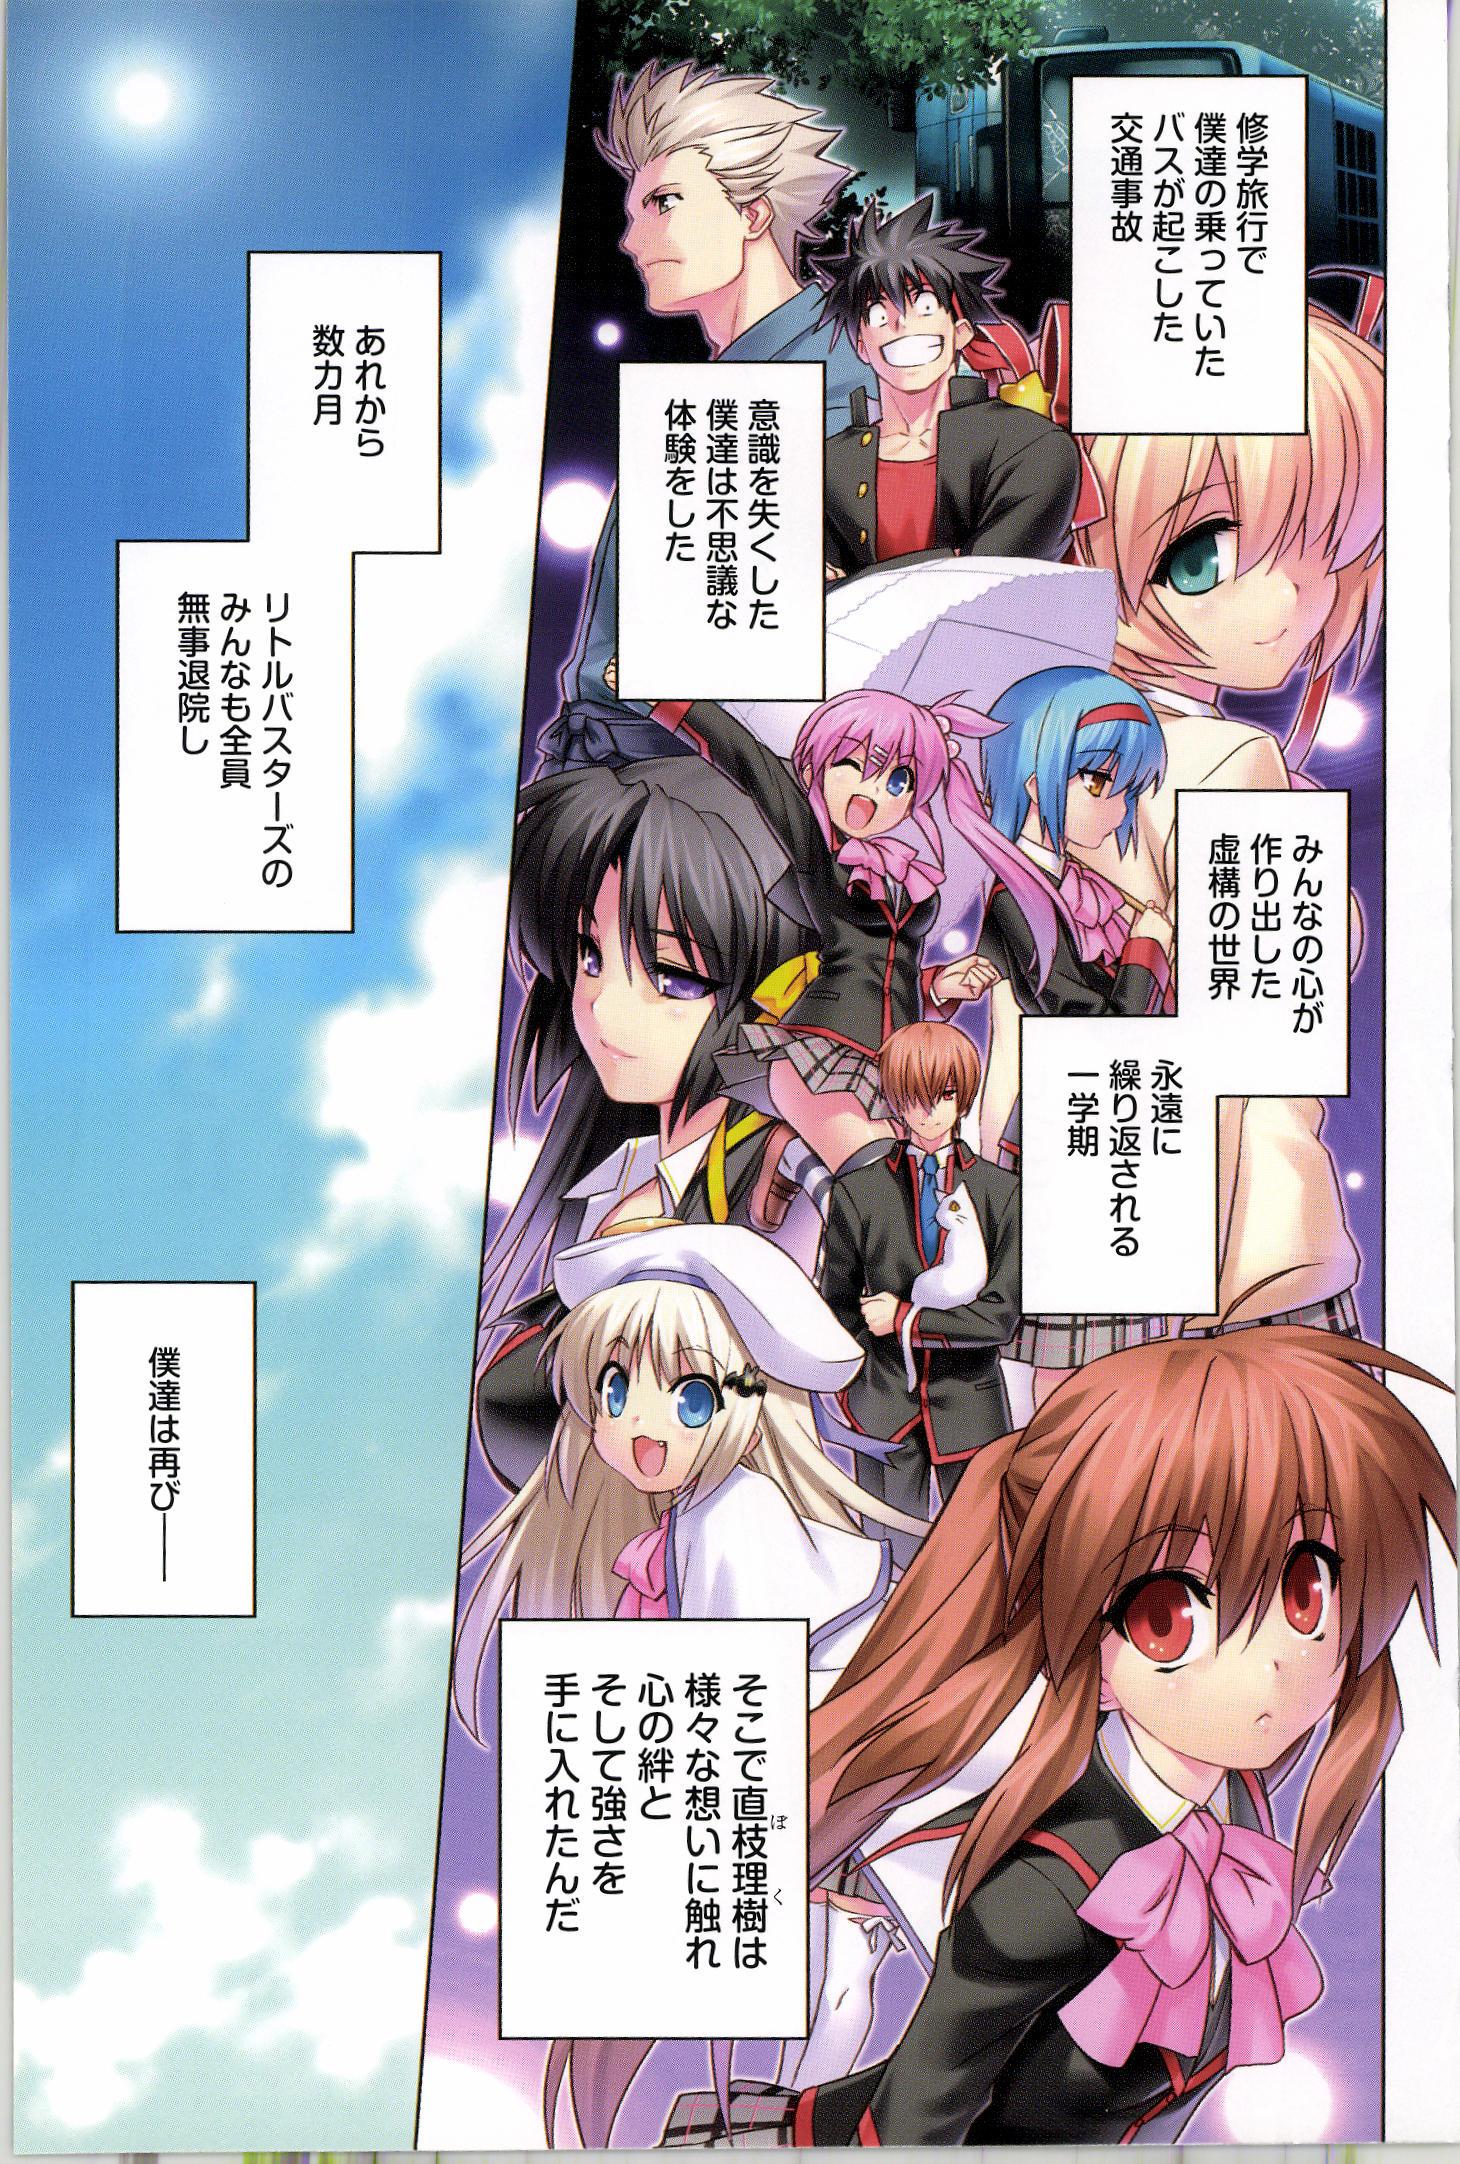 修学旅行で
僕達の乗っていた
バスが起こした
交通事故
意識を失くした
僕達は不思議な
体験をした
みんなの心が
作り出した
虚構の世界
永遠に
繰り返される
一学期
そこで直枝理樹は
ぼく
様々な想いに触れ
心の絆と
そして強さを
手に入れたんだ
あれから
数カ月
リトルバスターズの
みんなも全員
無事退院し
僕達は再び――